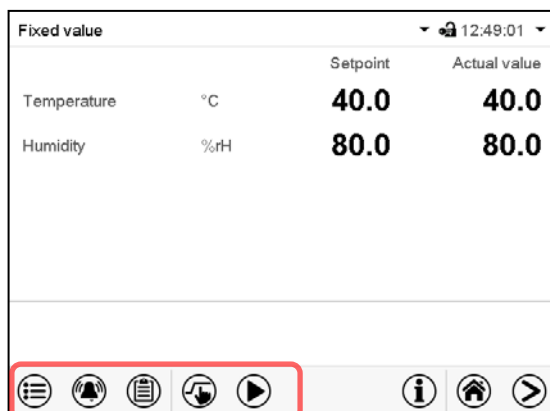 Fixed value 12:49:01
Setpoint Actual value
Temperature °C 40.0 40.0
Humidity %rH 80.0 80.0